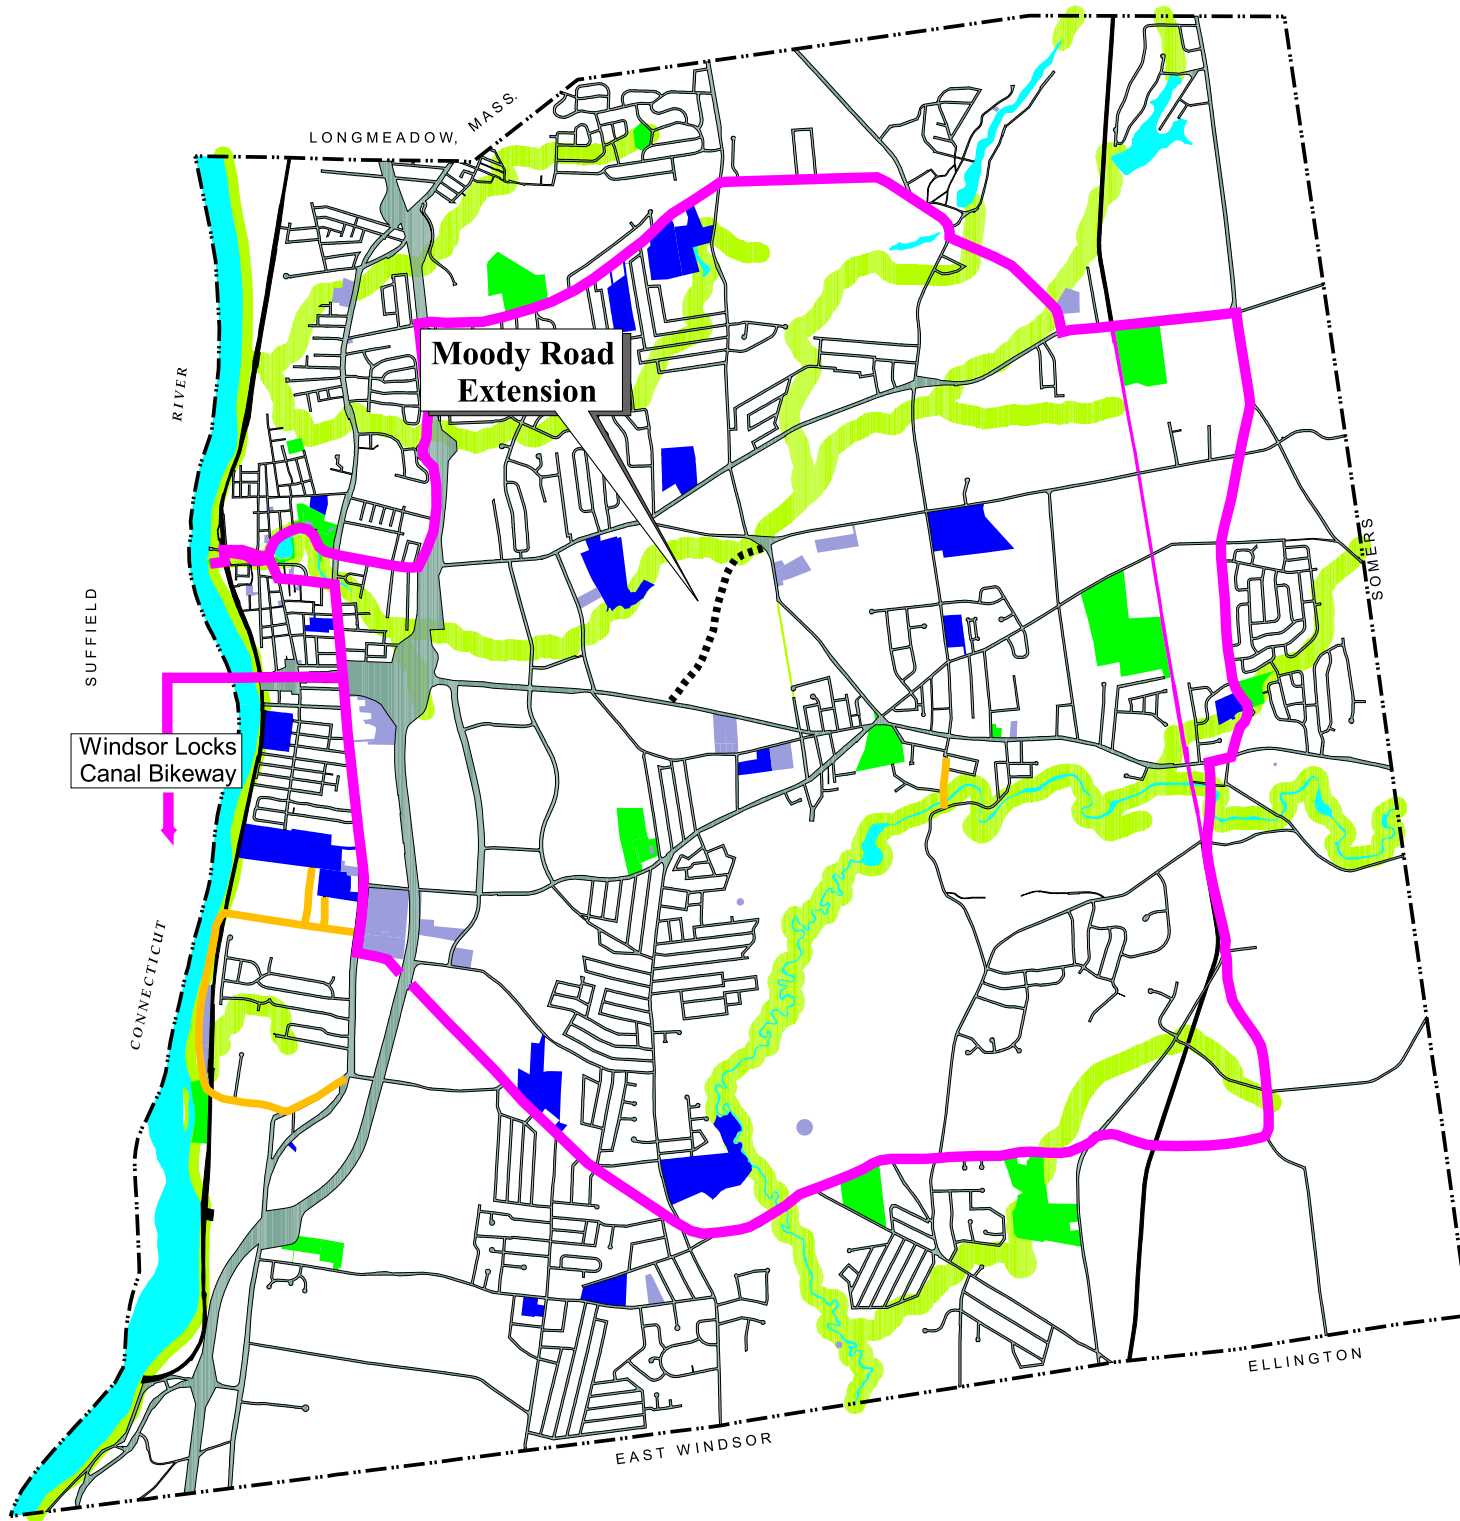 LONGMEADOW, MASS.
RIVER
Moody Road
Extension
SOMERS
SUFFIELD
Windsor Locks
Canal Bikeway
CONNECTICUT
ELLINGTON
EAST WINDSOR